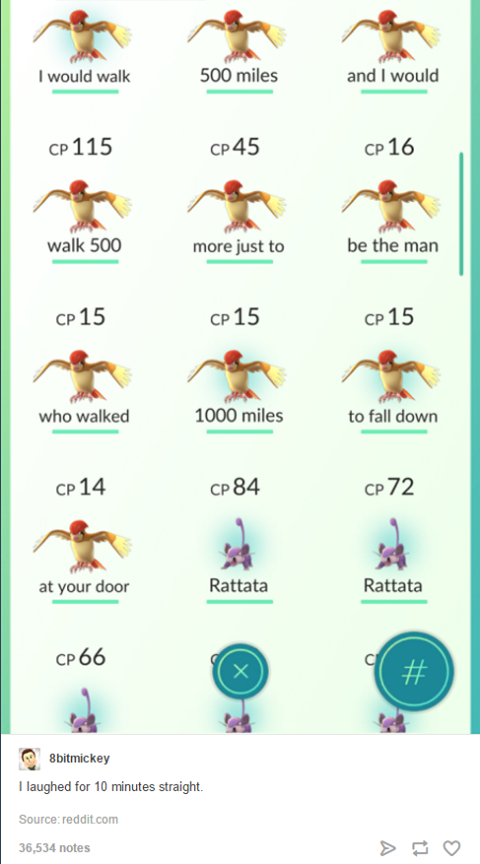 I would walk
500 miles
and I would
CP 115
CP 45
CP 16
walk 500
more just to
be the man
CP 15
CP 15
CP 15
who walked
1000 miles
to fall down
CP 14
CP 84
CP 72
at your door
Rattata
Rattata
CP 66
#
8bitmickey
I laughed for 10 minutes straight.
Source: reddit.com
36,534 notes